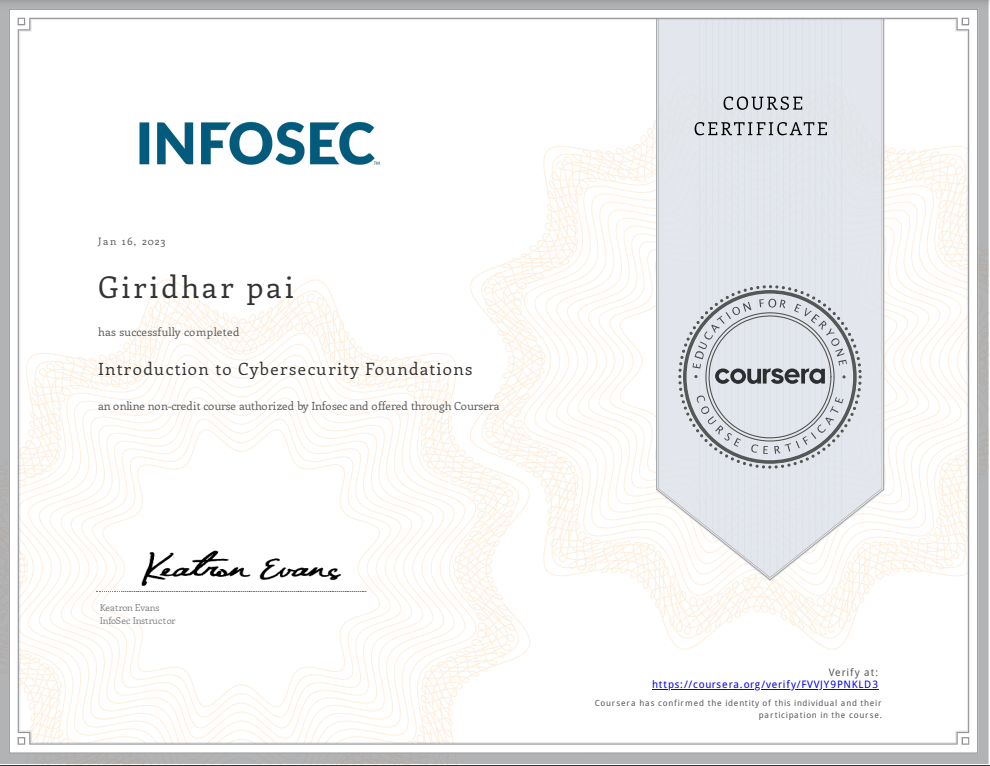 INFOSEC™
COURSE
CERTIFICATE
Jan 16, 2023
Giridhar pai
has successfully completed
Introduction to Cybersecurity Foundations
an online non-credit course authorized by Infosec and offered through Coursera
EDUCATION FOR EVERYONE
coursera
COURSE CERTIFICATE
Keatron Evans
Keatron Evans
InfoSec Instructor
Verify at:
https://coursera.org/verify/FVVJY9PNKLD3
Coursera has confirmed the identity of this individual and their
participation in the course.